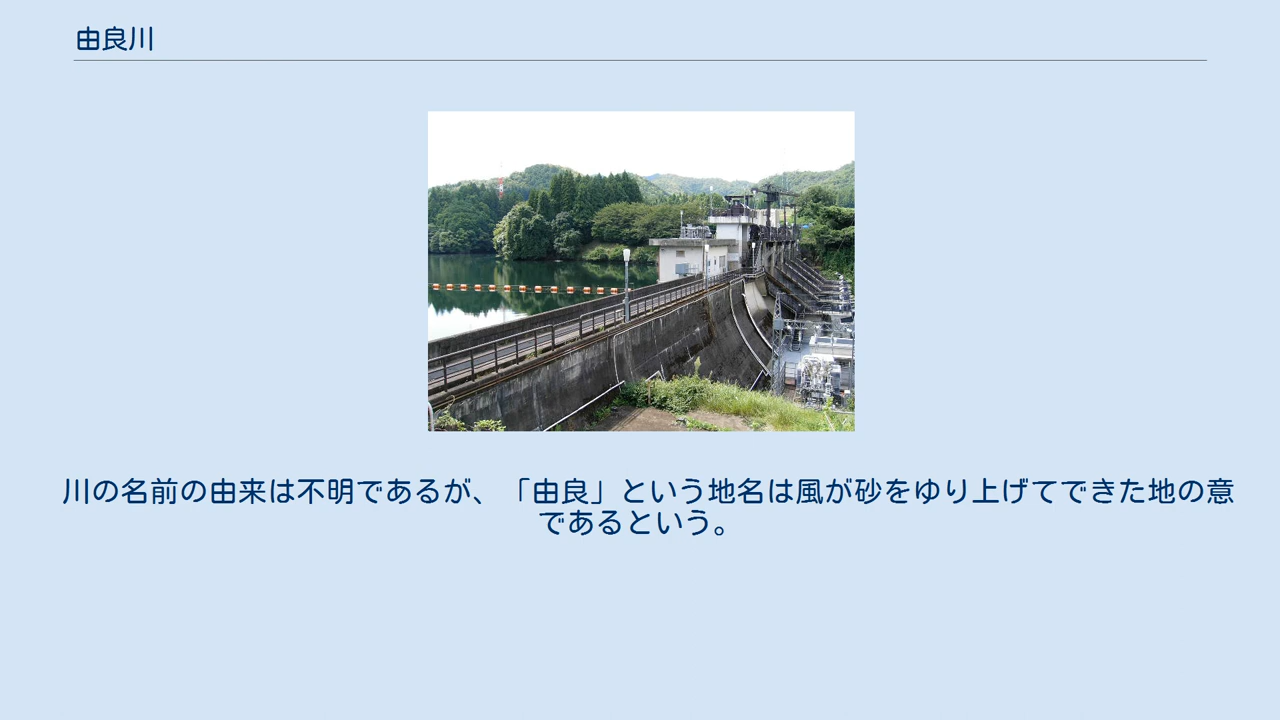 由良川
川の名前の由来は不明であるが、「由良」という地名は風が砂をゆり上げてできた地の意
であるという。